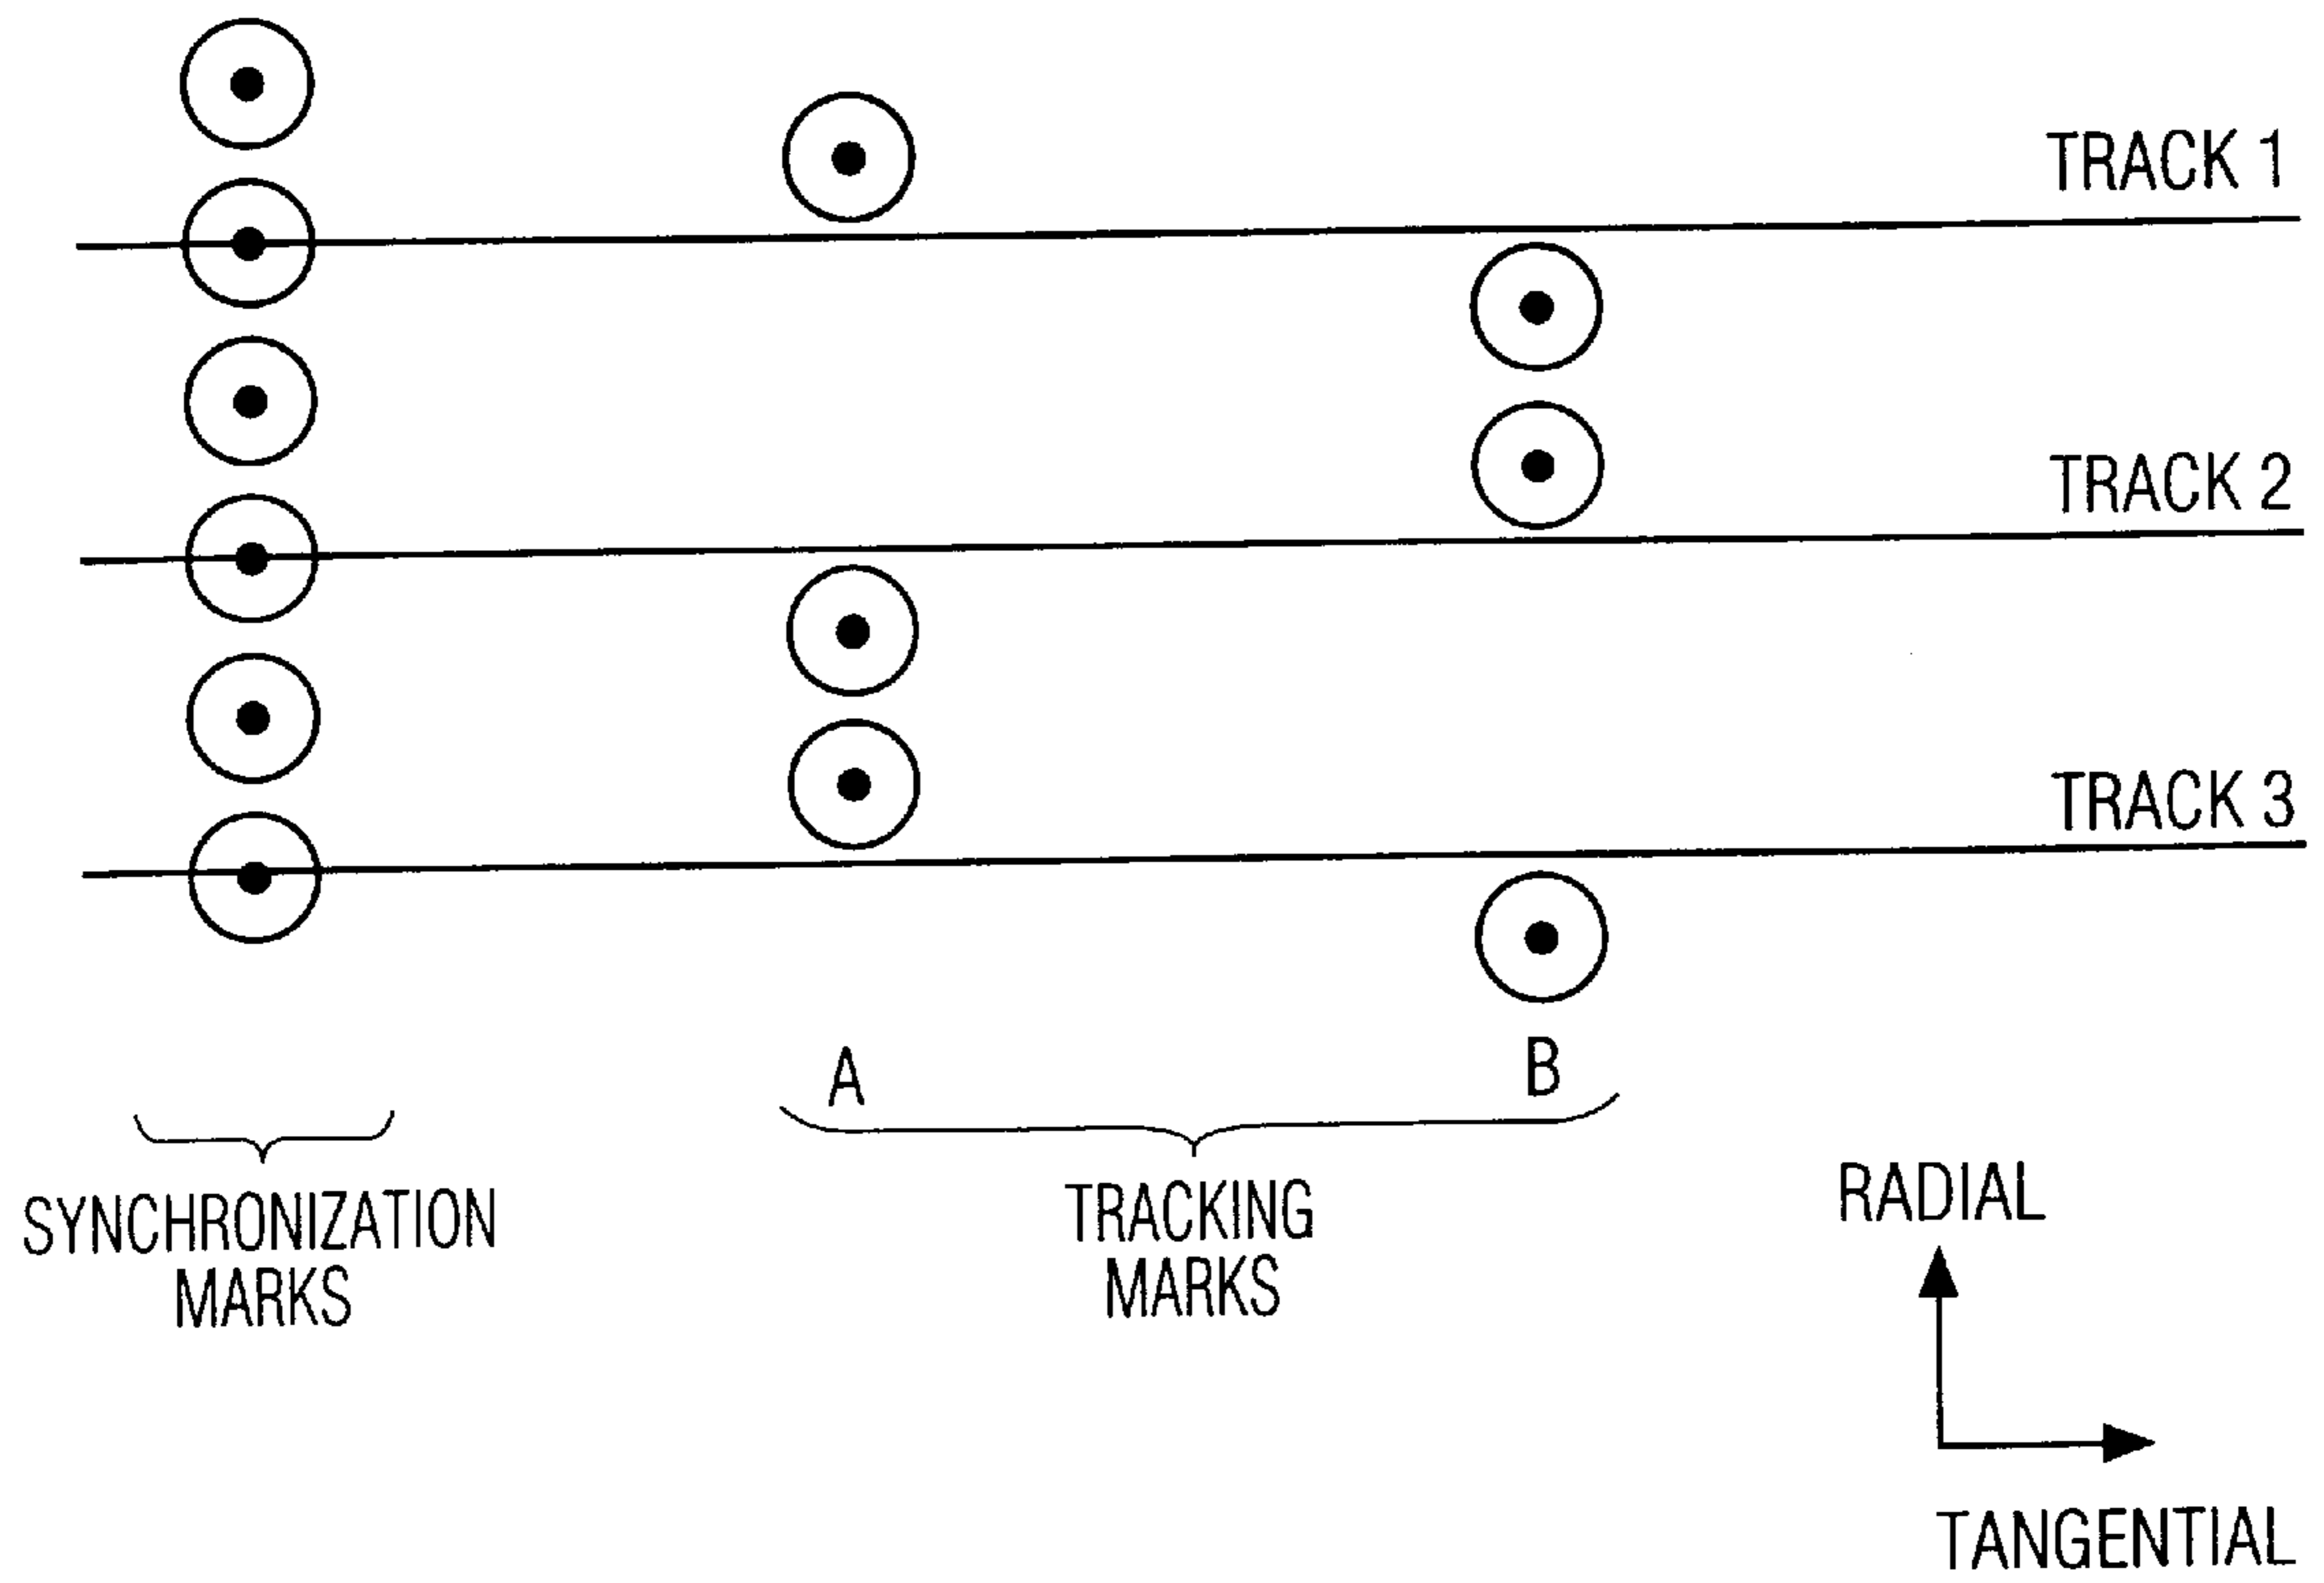 TRACK 1
TRACK 2
TRACK 3
A
B
SYNCHRONIZATION
MARKS
TRACKING
MARKS
RADIAL
TANGENTIAL